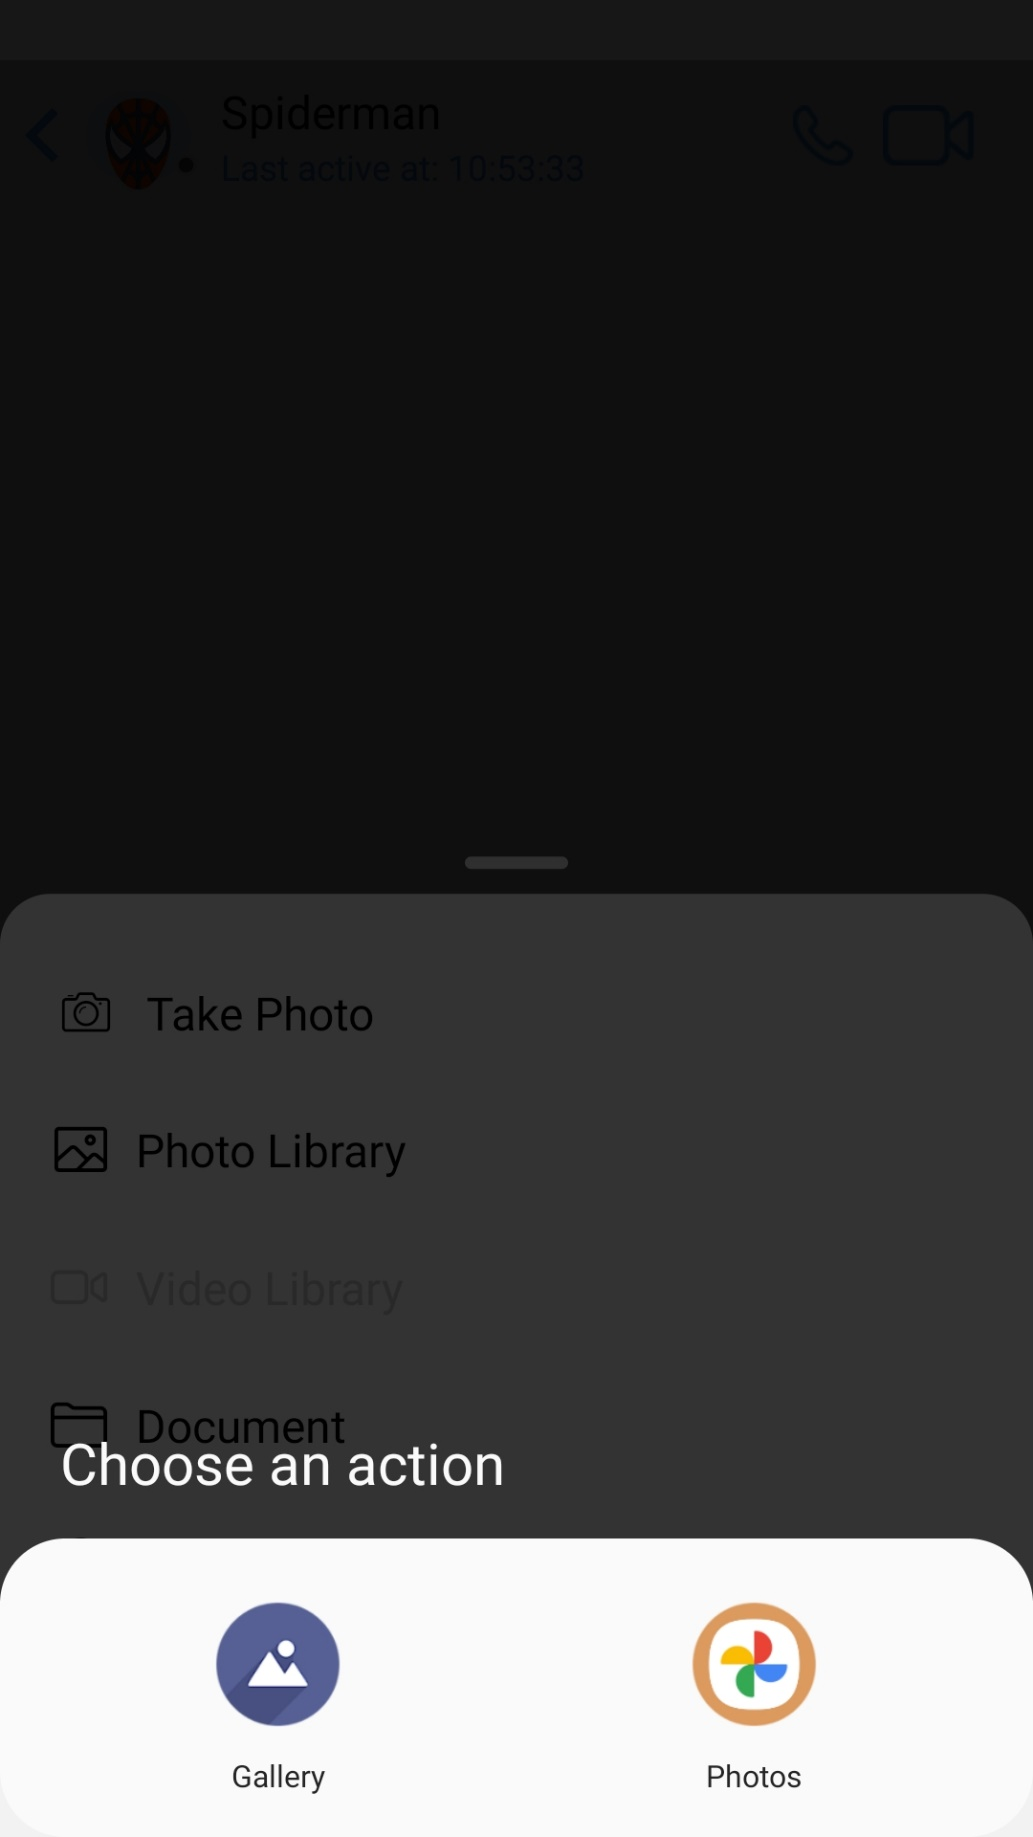 Spiderman
Last active at: 10:53:33
Take Photo
Photo Library
Video Library
Document
Choose an action
Gallery
Photos